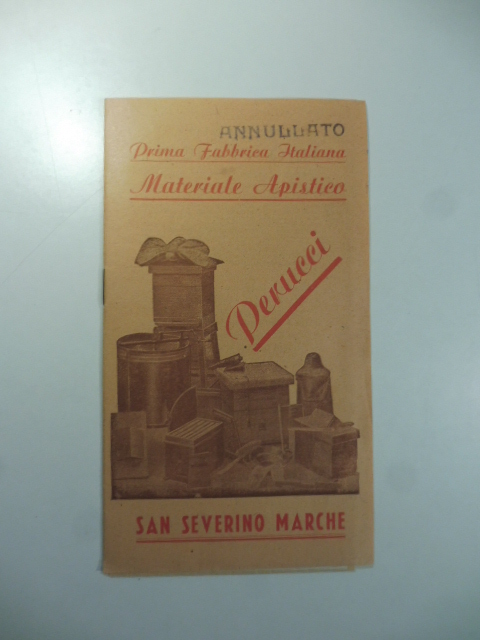 ANNULLATO
Prima Fabbrica Italiana
Materiale Apistico
Perucci
SAN SEVERINO MARCHE